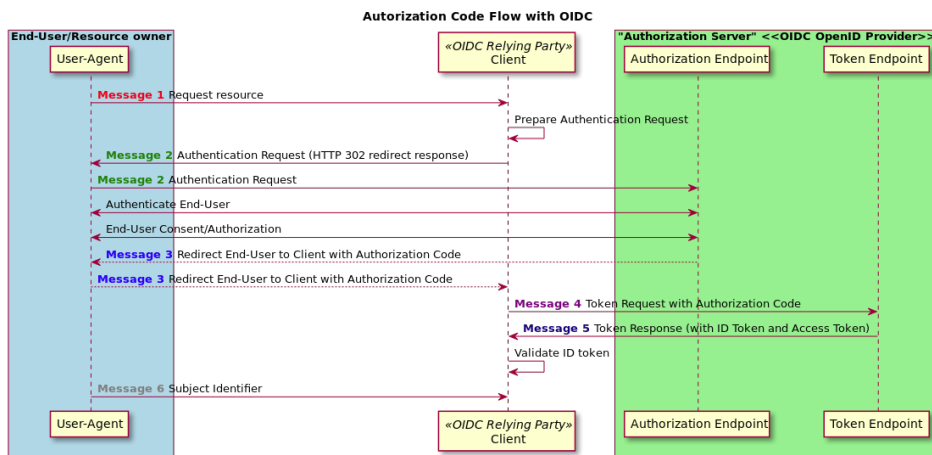 Autorization Code Flow with OIDC
End-User/Resource owner
"Authorization Server" <<OIDC OpenID Provider>>
User-Agent
«OIDC Relying Party»
Client
Authorization Endpoint
Token Endpoint
Message 1 Request resource
Prepare Authentication Request
Message 2 Authentication Request (HTTP 302 redirect response)
Message 2 Authentication Request
Authenticate End-User
End-User Consent/Authorization
Message 3 Redirect End-User to Client with Authorization Code
Message 3 Redirect End-User to Client with Authorization Code
Message 4 Token Request with Authorization Code
Message 5 Token Response (with ID Token and Access Token)
Validate ID token
Message 6 Subject Identifier
User-Agent
«OIDC Relying Party»
Client
Authorization Endpoint
Token Endpoint